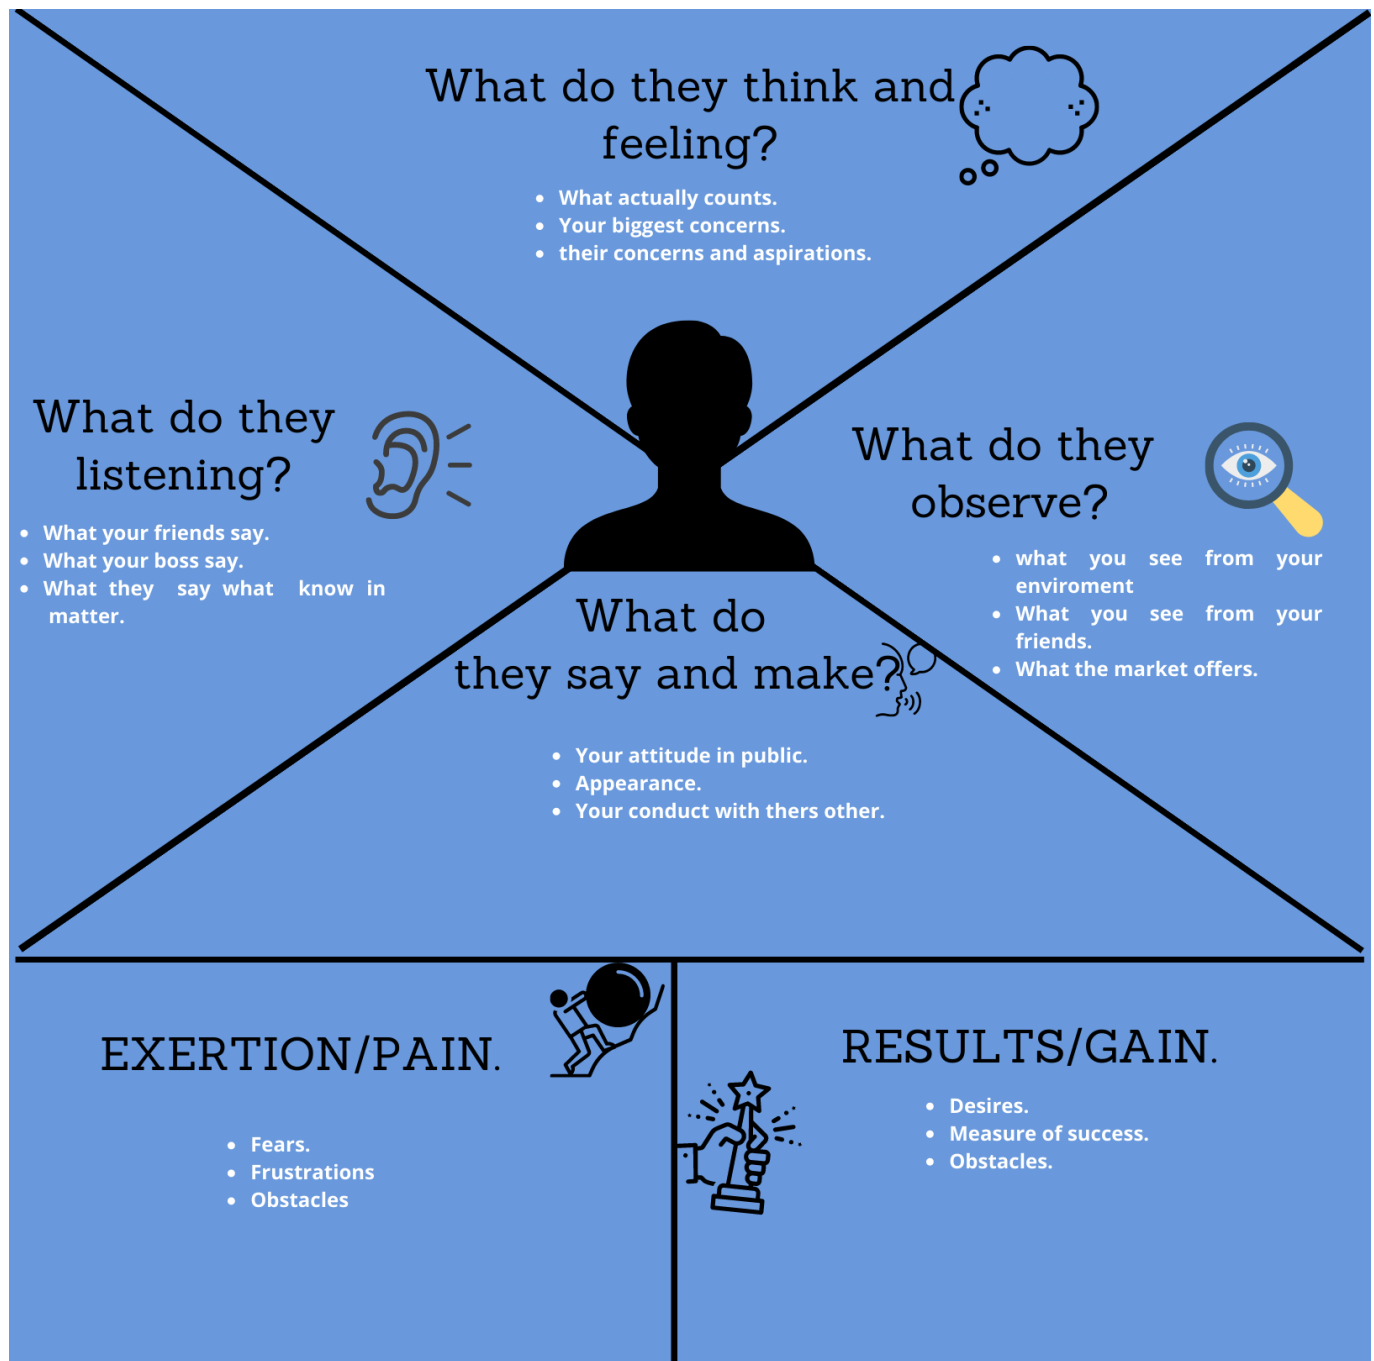 What do they think and
feeling?
• What actually counts.
• Your biggest concerns.
• their concerns and aspirations.
What do they
listening?
• What your friends say.
• What your boss say.
• What they say what know in
matter.
What do they
observe?
• what you see from your
enviroment
• What you see from your
friends.
• What the market offers.
What do
they say and make?
• Your attitude in public.
• Appearance.
• Your conduct with thers other.
EXERTION/PAIN.
• Fears.
• Frustrations
• Obstacles
RESULTS/GAIN.
• Desires.
• Measure of success.
• Obstacles.